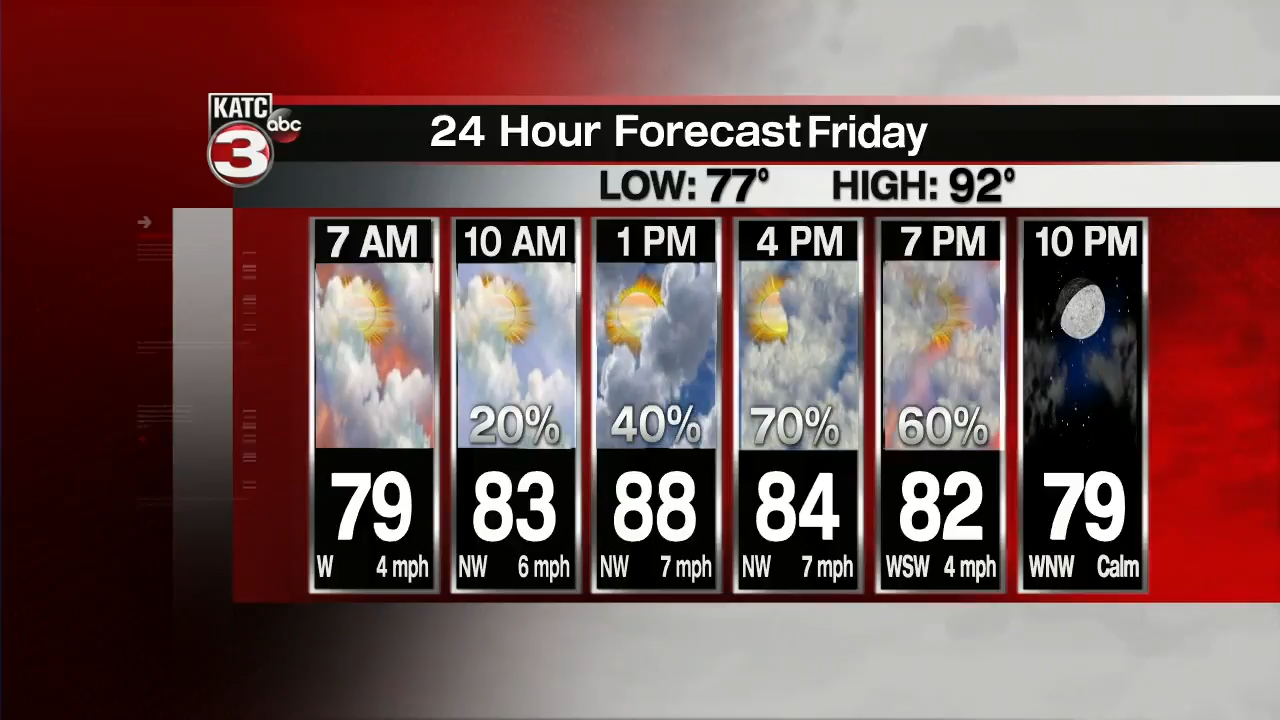 KATC
abc
3
24 Hour Forecast Friday
LOW: 77° HIGH: 92°
7 AM 10 AM 1 PM 4 PM 7 PM 10 PM
20% 40% 70% 60%
79 83 88 84 82 79
W 4 mph NW 6 mph NW 7 mph NW 7 mph WSW 4 mph WNW Calm